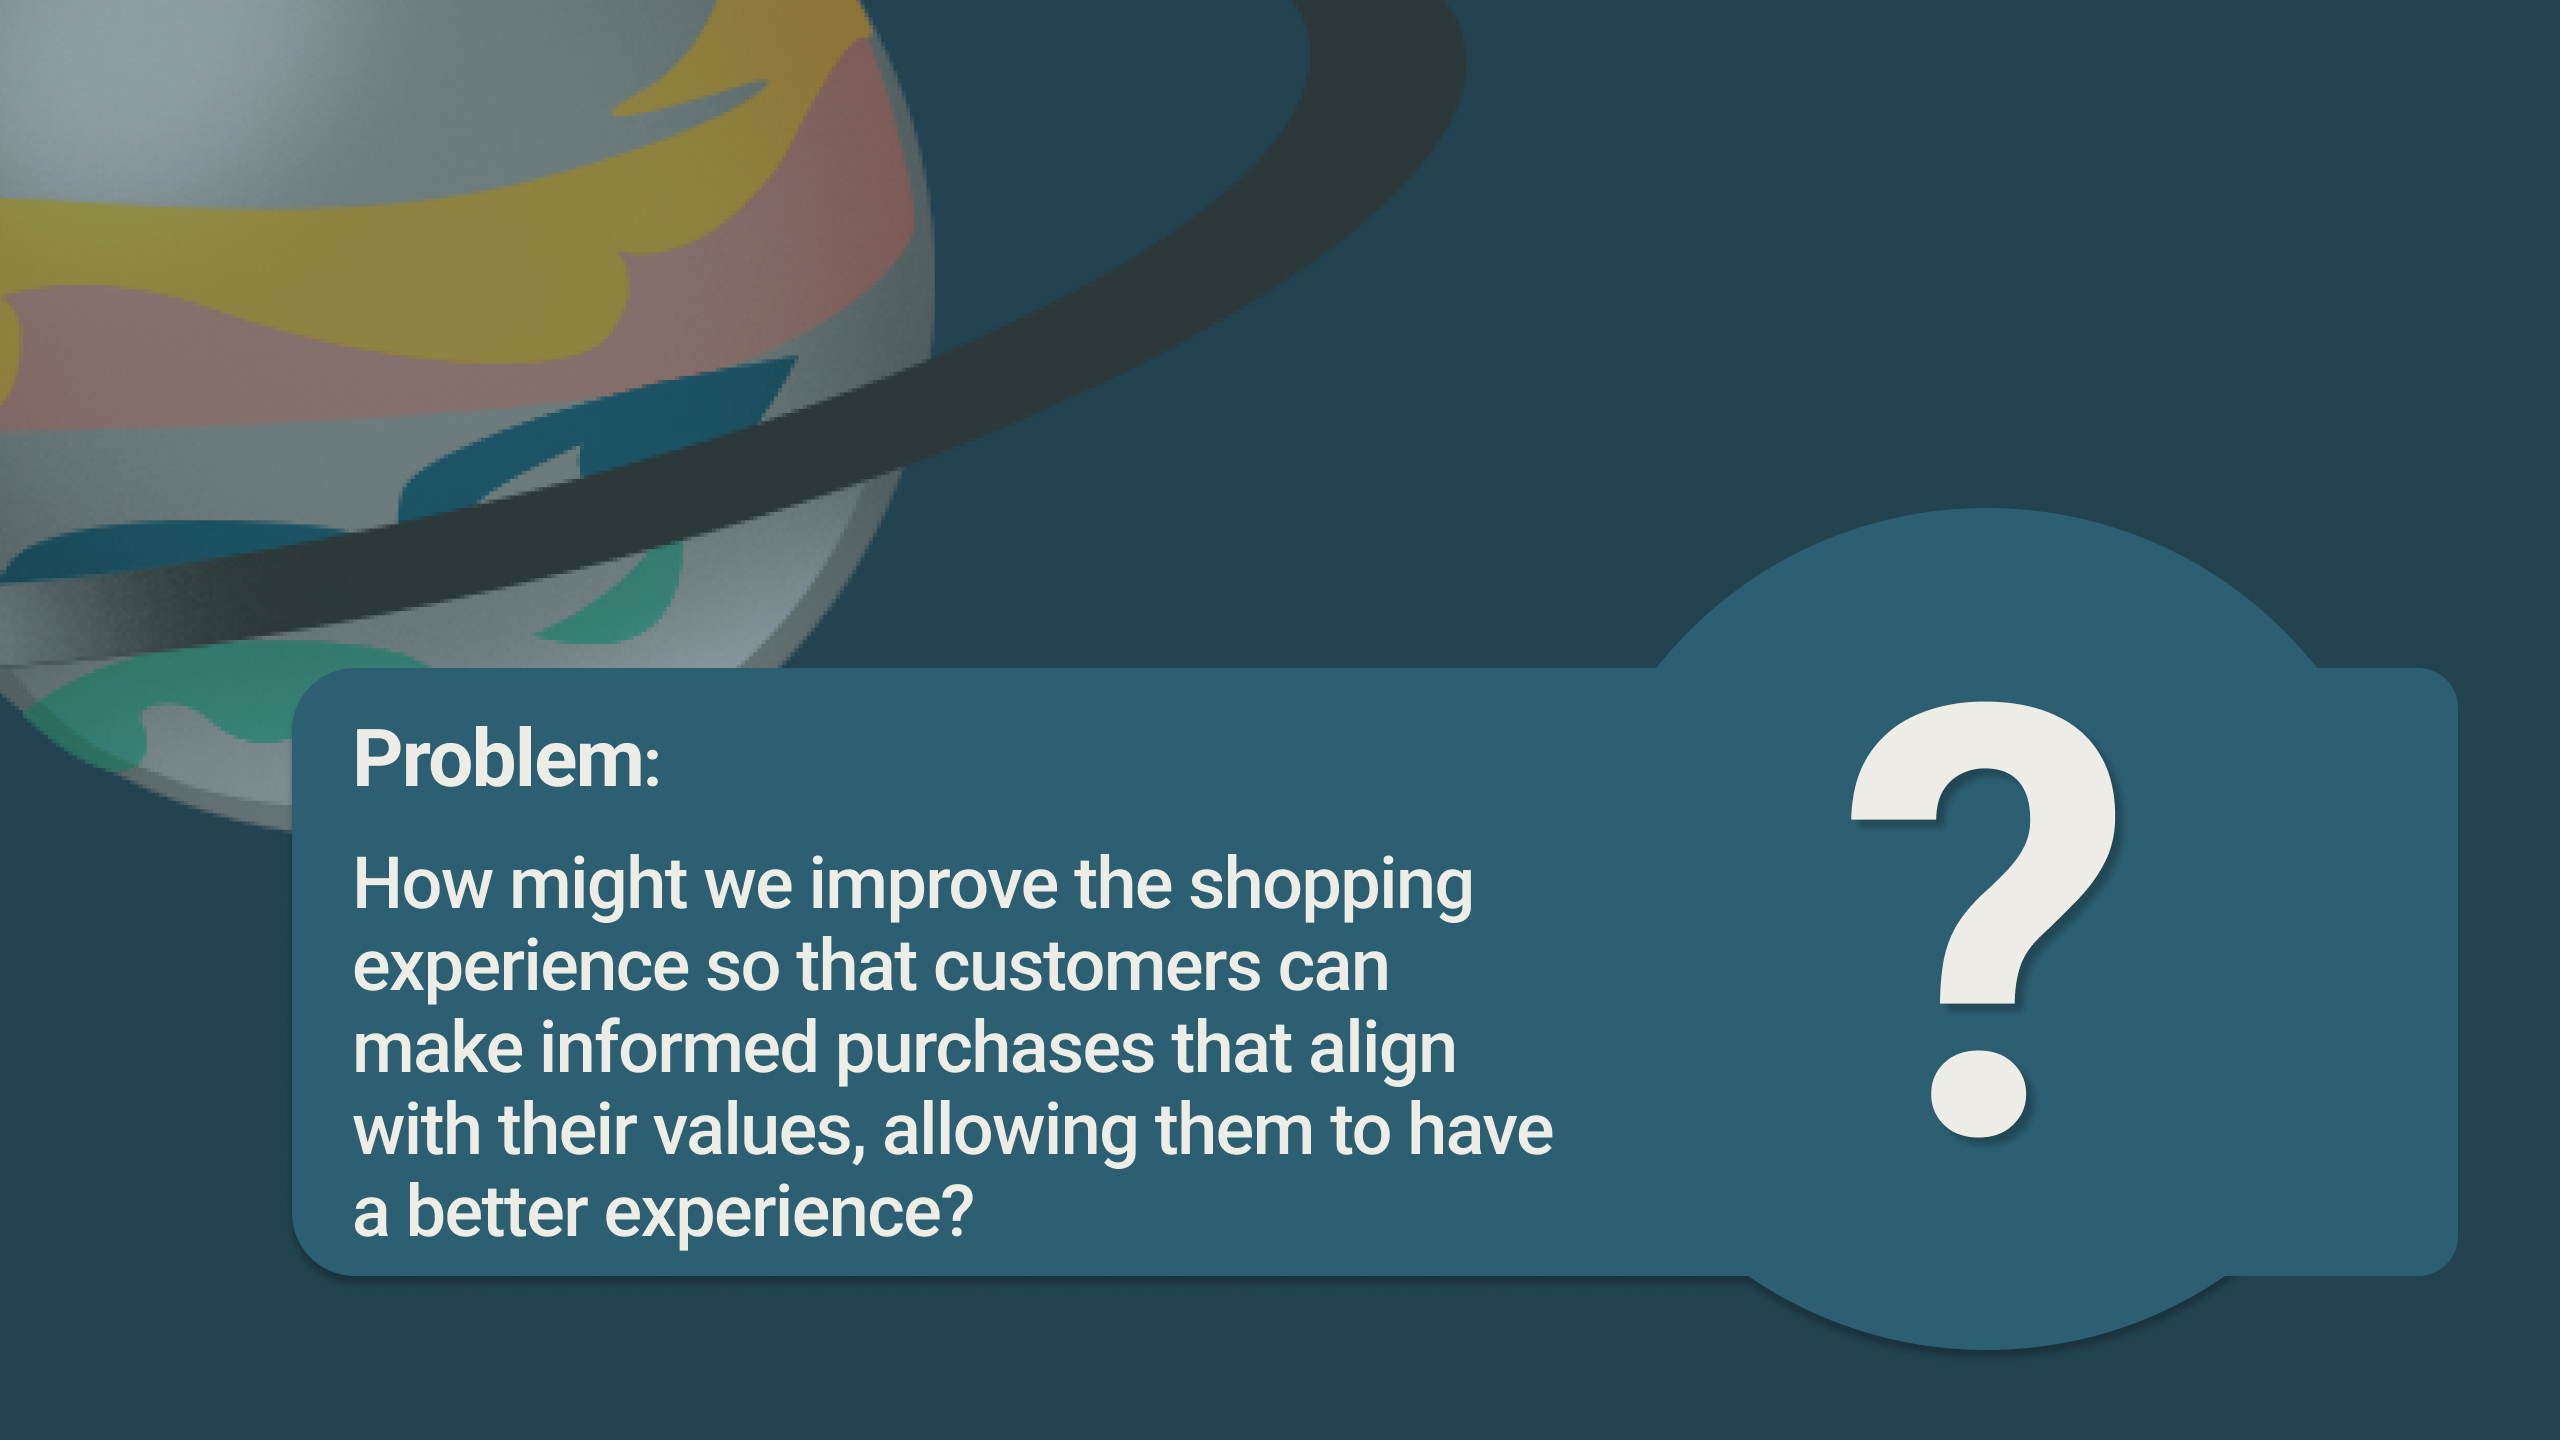 Problem:
How might we improve the shopping
experience so that customers can
make informed purchases that align
with their values, allowing them to have
a better experience?
?